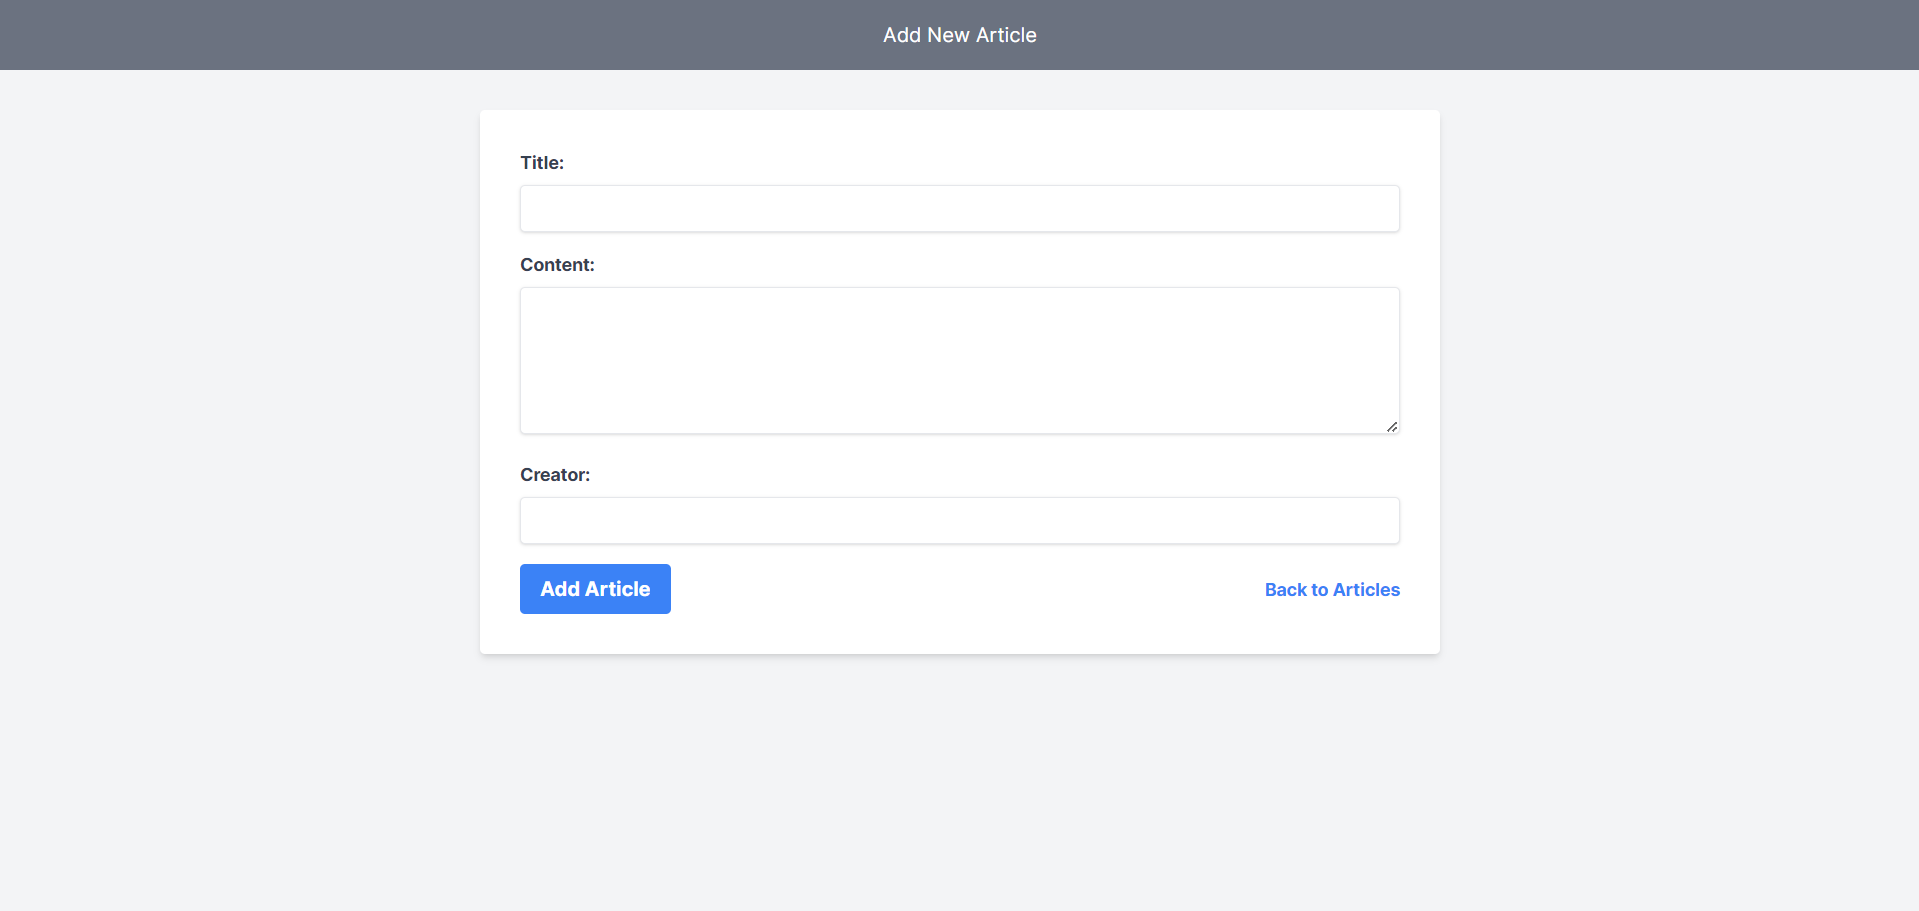 Add New Article
Title:
Content:
Creator:
Add Article
Back to Articles